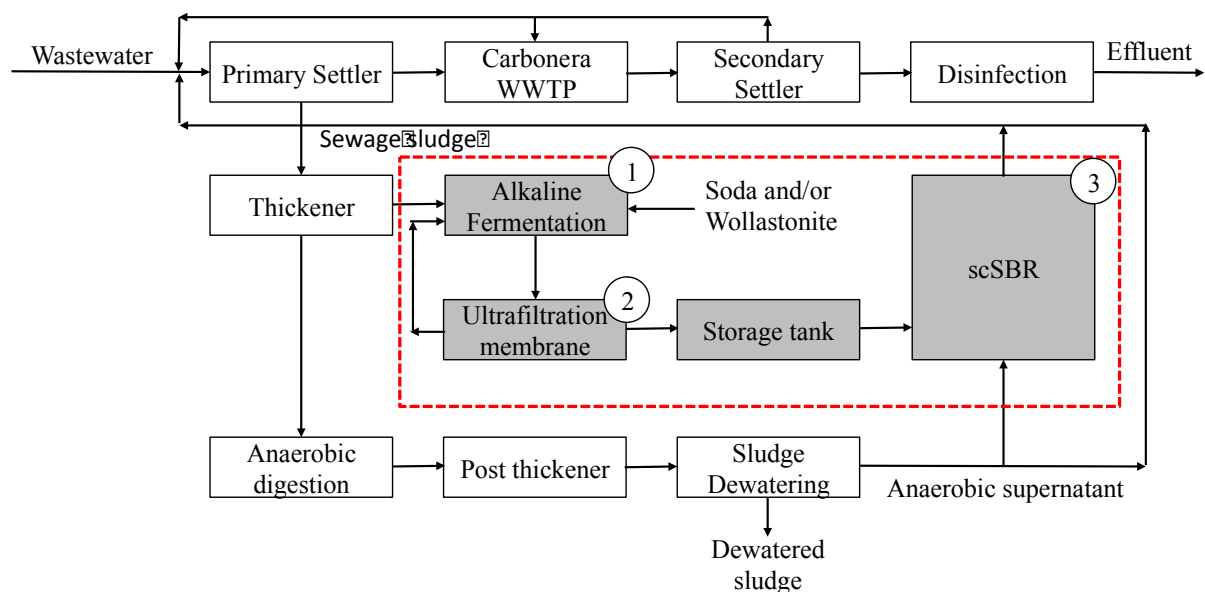 Wastewater
Primary Settler
Carbonera
WWTP
Secondary
Settler
Disinfection
Effluent
Sewage sludge
Thickener
Alkaline
Fermentation
1
Soda and/or
Wollastonite
3
scSBR
Ultrafiltration
membrane
2
Storage tank
Anaerobic
digestion
Post thickener
Sludge
Dewatering
Anaerobic supernatant
Dewatered
sludge